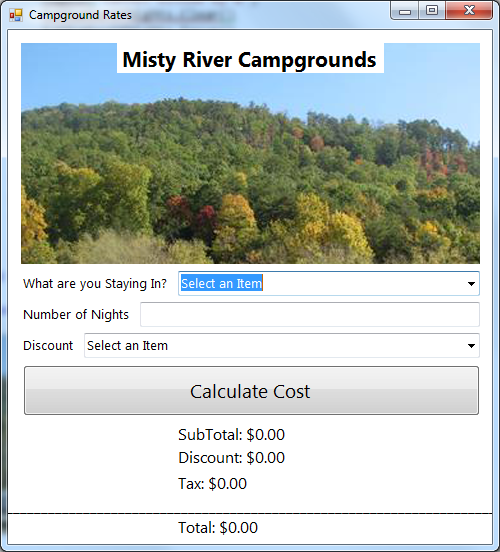 Campground Rates
Misty River Campgrounds
What are you Staying In? Select an Item
Number of Nights
Discount Select an Item
Calculate Cost
SubTotal: $0.00
Discount: $0.00
Tax: $0.00
Total: $0.00